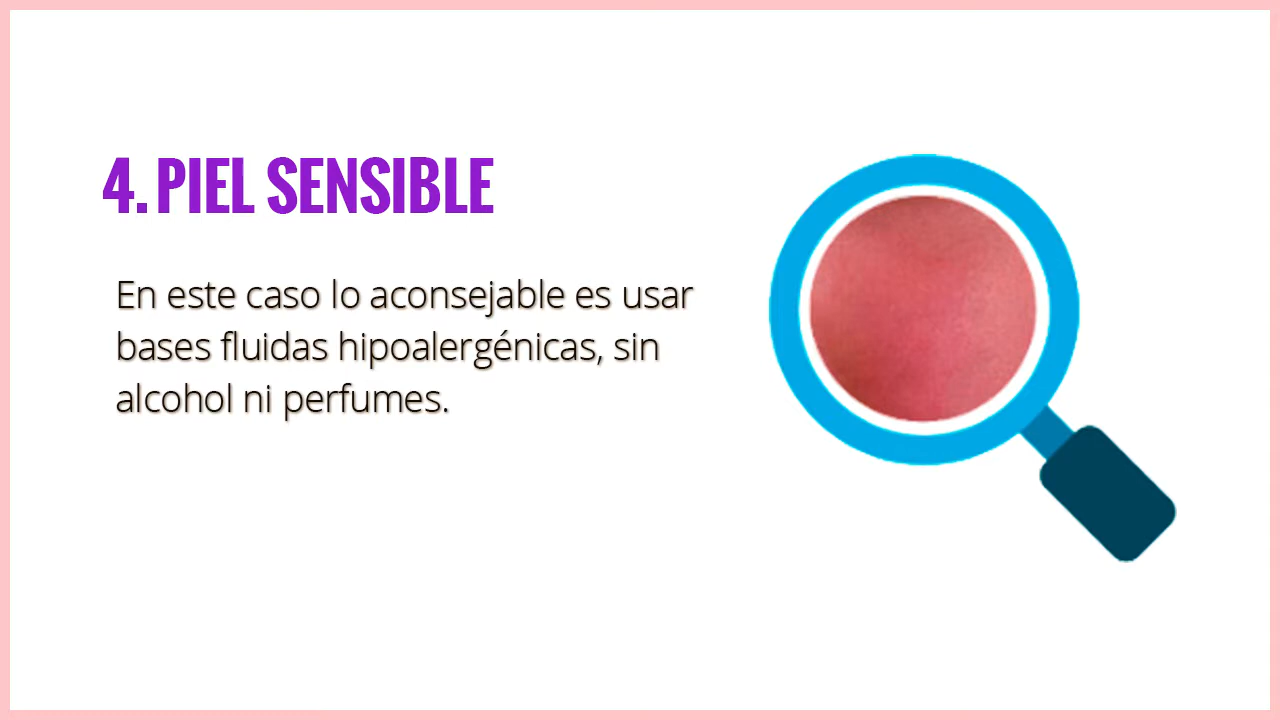 4. PIEL SENSIBLE
En este caso lo aconsejable es usar
bases fluidas hipoalergénicas, sin
alcohol ni perfumes.